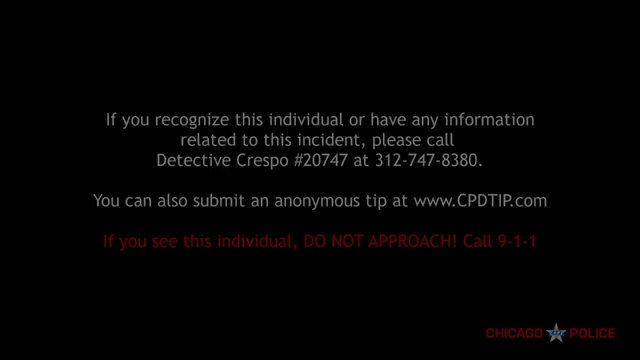 If you recognize this individual or have any information
related to this incident, please call
Detective Crespo #20747 at 312-747-8380.
You can also submit an anonymous tip at www.CPDTIP.com
If you see this individual, DO NOT APPROACH! Call 9-1-1
CHICAGO POLICE